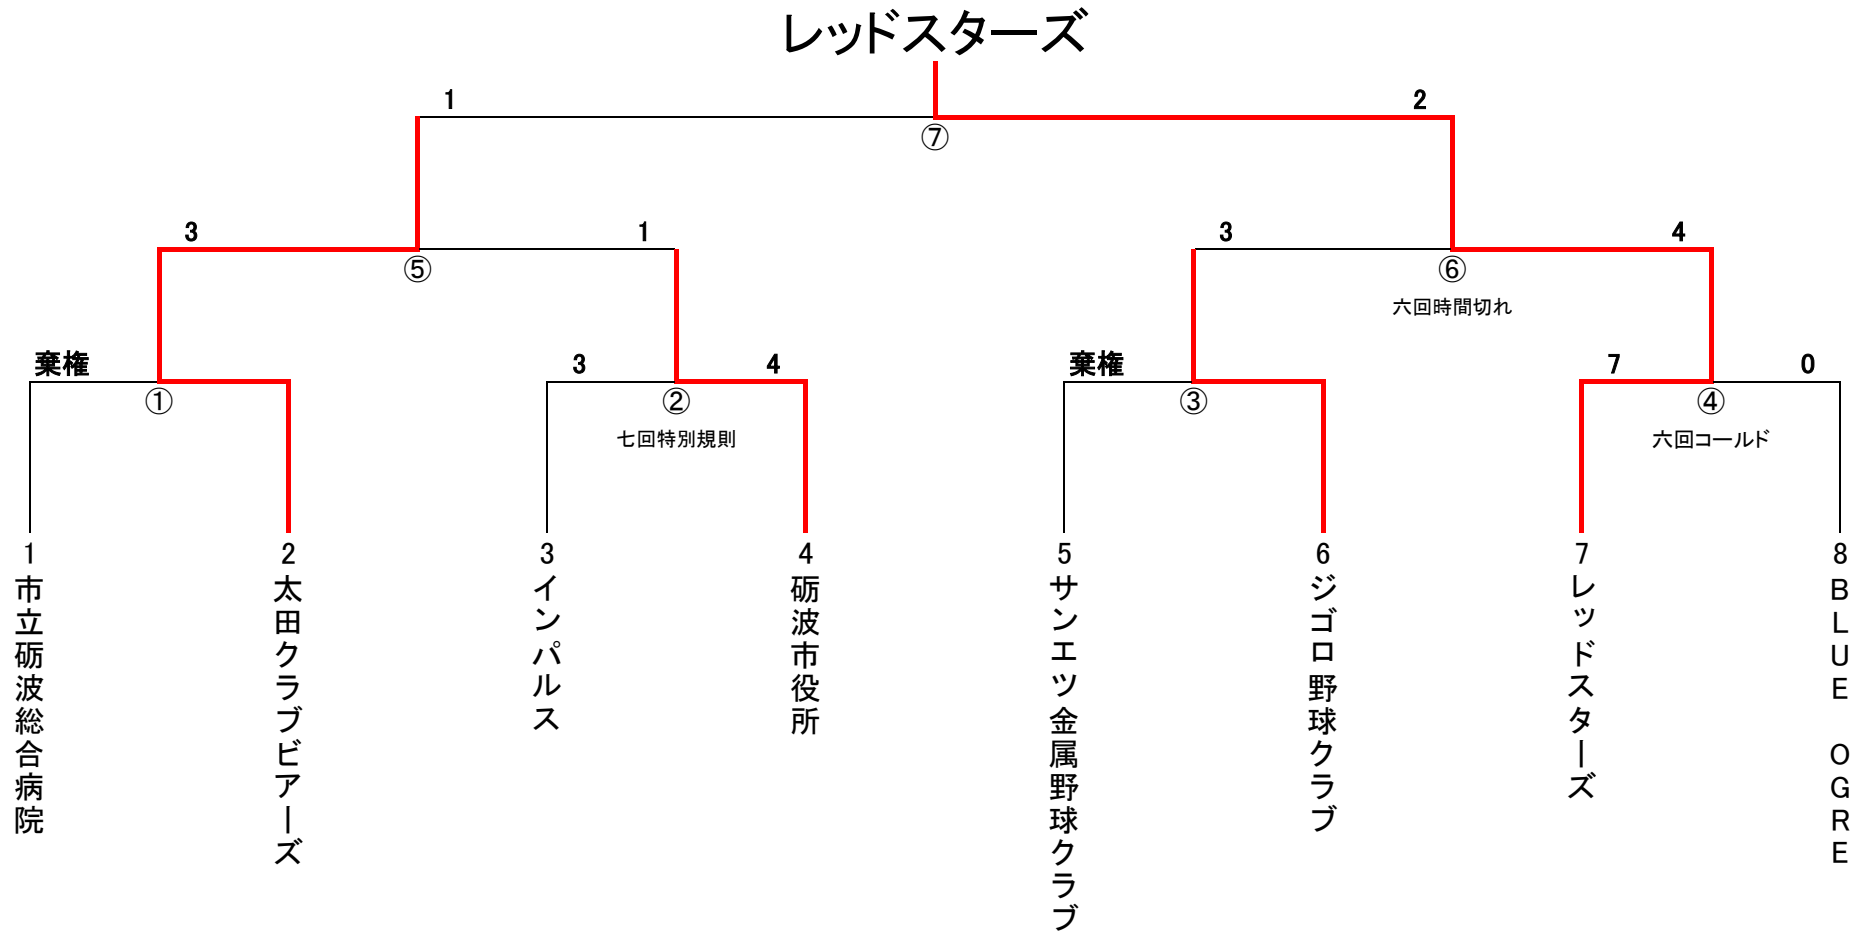 レッドスターズ
1
2
⑦
3
1
3
4
⑤
⑥
六回時間切れ
棄権
3
4
棄権
7
0
①
②
③
④
七回特別規則
六回コールド
1
2
3
4
5
6
7
8
市立砺波総合病院
太田クラブビアーズ
インパルス
砺波市役所
サンエツ金属野球クラブ
ジゴロ野球クラブ
レッドスターズ
BLUE OGRE